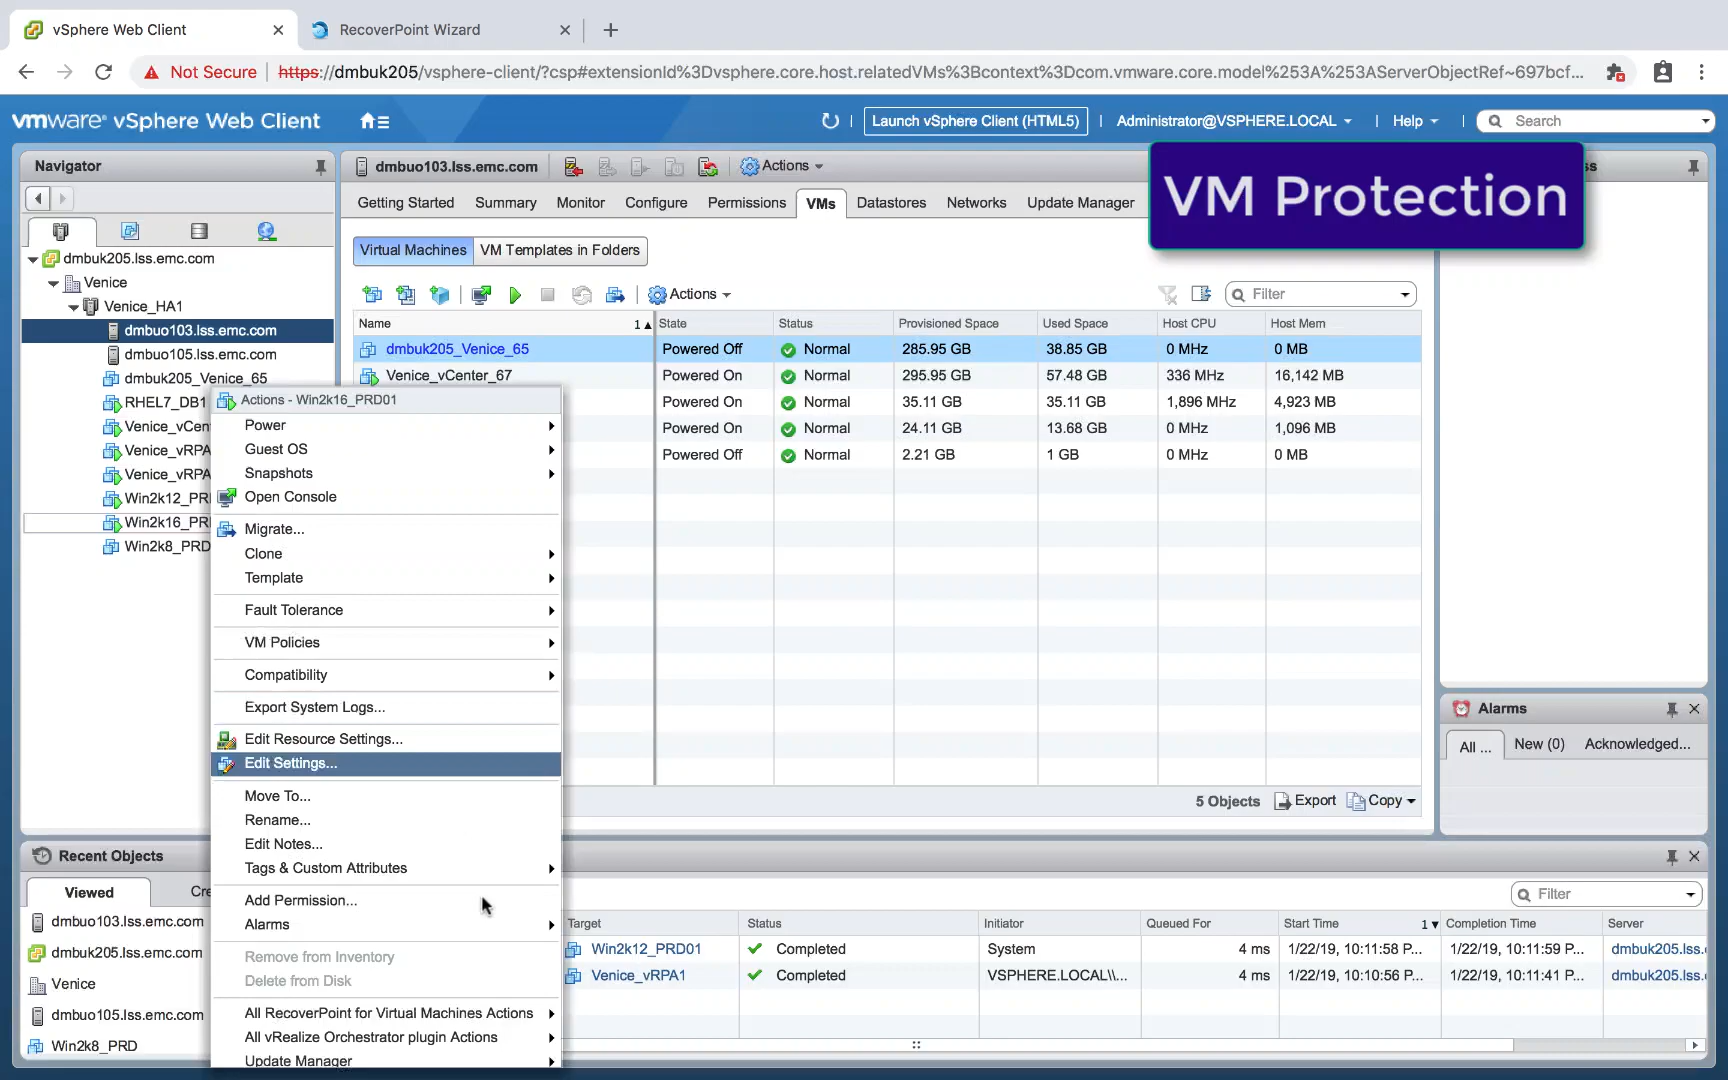 vSphere Web Client
RecoverPoint Wizard
Not Secure
https://dmbuk205/vsphere-client/?csp#extensionId%3Dvsphere.core.host.relatedVMs%3Bcontext%3Dcom.vmware.core.model%253A%253AServerObjectRef~697bcf...
vmware® vSphere Web Client
Launch vSphere Client (HTML5)
Administrator@VSPHERE.LOCAL
Help
Search
Navigator
dmbuo103.lss.emc.com
Actions
VM Protection
Getting Started
Summary
Monitor
Configure
Permissions
VMs
Datastores
Networks
Update Manager
Virtual Machines
VM Templates in Folders
dmbuk205.lss.emc.com
Venice
Venice_HA1
dmbuo103.lss.emc.com
dmbuo105.lss.emc.com
dmbuk205_Venice_65
RHEL7_DB1
Venice_vCen
Venice_vRPA
Venice_vRPA
Win2k12_PR
Win2k16_PR
Win2k8_PRD
Actions
Filter
Name 1 State Status Provisioned Space Used Space Host CPU Host Mem
dmbuk205_Venice_65 Powered Off Normal 285.95 GB 38.85 GB 0 MHz 0 MB
Venice_vCenter_67 Powered On Normal 295.95 GB 57.48 GB 336 MHz 16,142 MB
Powered On Normal 35.11 GB 35.11 GB 1,896 MHz 4,923 MB
Powered On Normal 24.11 GB 13.68 GB 0 MHz 1,096 MB
Powered Off Normal 2.21 GB 1 GB 0 MHz 0 MB
5 Objects
Export
Copy
Actions - Win2k16_PRD01
Power
Guest OS
Snapshots
Open Console
Migrate...
Clone
Template
Fault Tolerance
VM Policies
Compatibility
Export System Logs...
Edit Resource Settings...
Edit Settings...
Move To...
Rename...
Edit Notes...
Tags & Custom Attributes
Add Permission...
Alarms
Remove from Inventory
Delete from Disk
All RecoverPoint for Virtual Machines Actions
All vRealize Orchestrator plugin Actions
Update Manager
Alarms
All ...
New (0)
Acknowledged...
Recent Objects
Viewed
Cre
dmbuo103.lss.emc.com
dmbuk205.lss.emc.com
Venice
dmbuo105.lss.emc.com
Win2k8_PRD
Filter
Target Status Initiator Queued For Start Time 1 Completion Time Server
Win2k12_PRD01 Completed System 4 ms 1/22/19, 10:11:58 P... 1/22/19, 10:11:59 P... dmbuk205.lss.
Venice_vRPA1 Completed VSPHERE.LOCAL\\... 4 ms 1/22/19, 10:10:56 P... 1/22/19, 10:11:41 P... dmbuk205.lss.